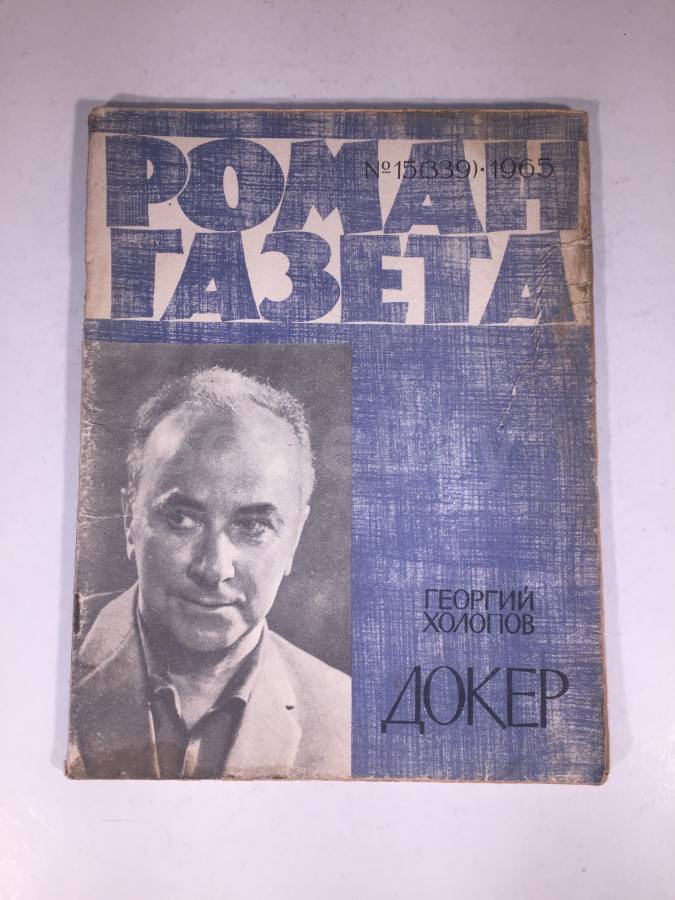 РОМАН
№15(339)·1965
ГАЗЕТА
ГЕОРГИЙ
ХОЛОПОВ
ДОКЕР